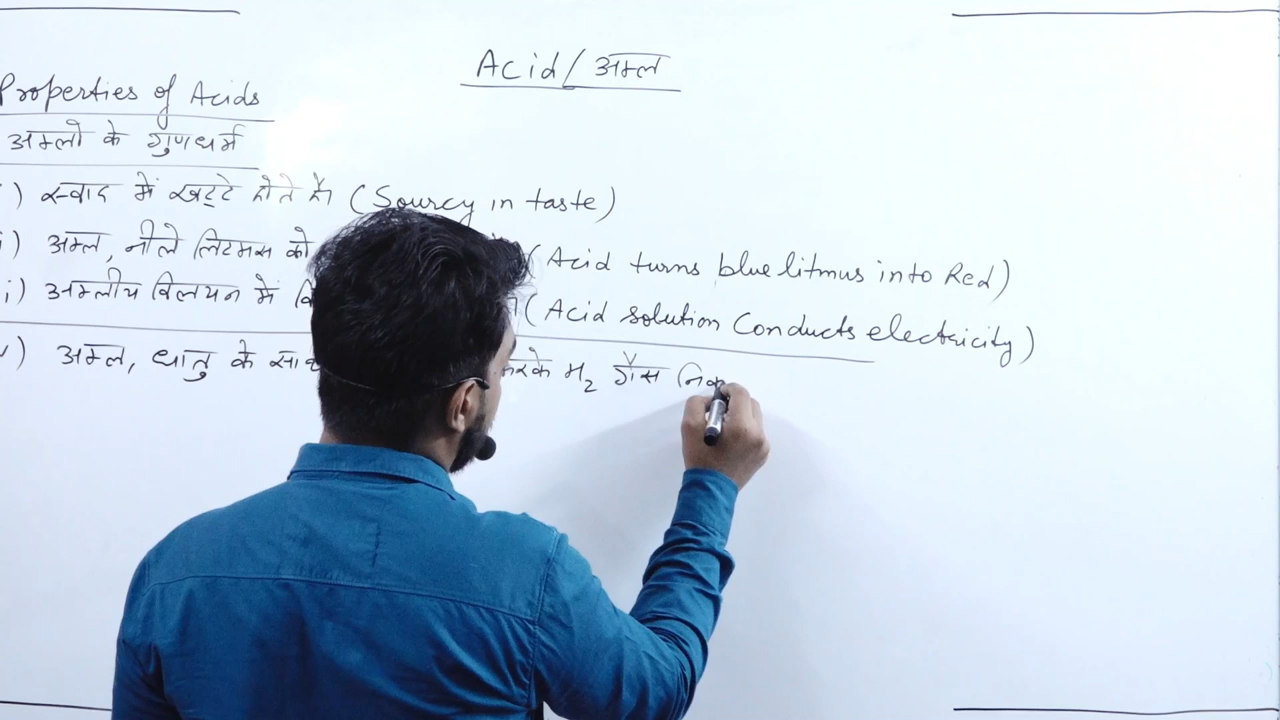 Acid/अम्ल
Properties of Acids
अम्लो के गुणधर्म
) स्वाद में खट्टे होते हैं (Sourcy in taste)
) अम्ल, नीले लिटमस को (Acid turns blue litmus into Red)
i) अम्लीय विलयन में वि (Acid solution Conducts electricity)
) अम्ल, धातु के साथ करके H2 गैस निक